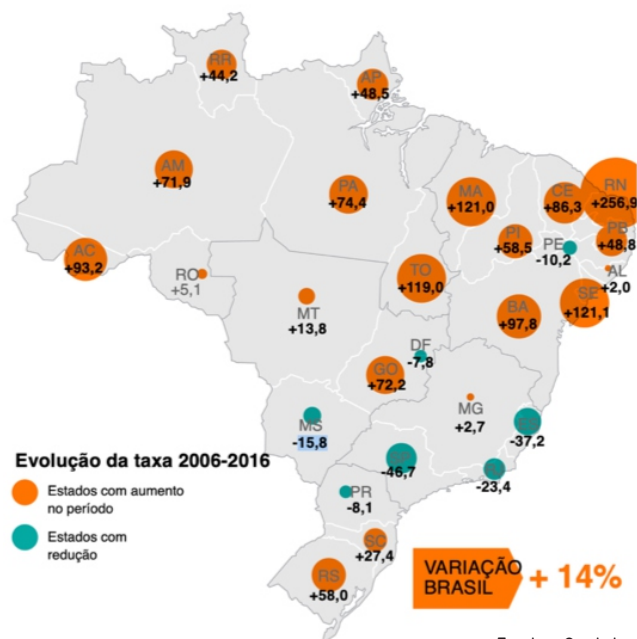 RR
+44,2
AP
+48,5
AM
+71,9
PA
+74,4
MA
+121,0
CE
+86,3
RN
+256,9
PI
+58,5
PE
-10,2
PB
+48,8
AL
+2,0
AC
+93,2
RO
+5,1
TO
+119,0
SE
+121,1
MT
+13,8
BA
+97,8
DF
-7,8
GO
+72,2
MG
+2,7
ES
-37,2
MS
-15,8
SP
-46,7
RJ
-23,4
Evolução da taxa 2006-2016
Estados com aumento
no período
Estados com
redução
PR
-8,1
SC
+27,4
RS
+58,0
VARIAÇÃO
BRASIL
+ 14%